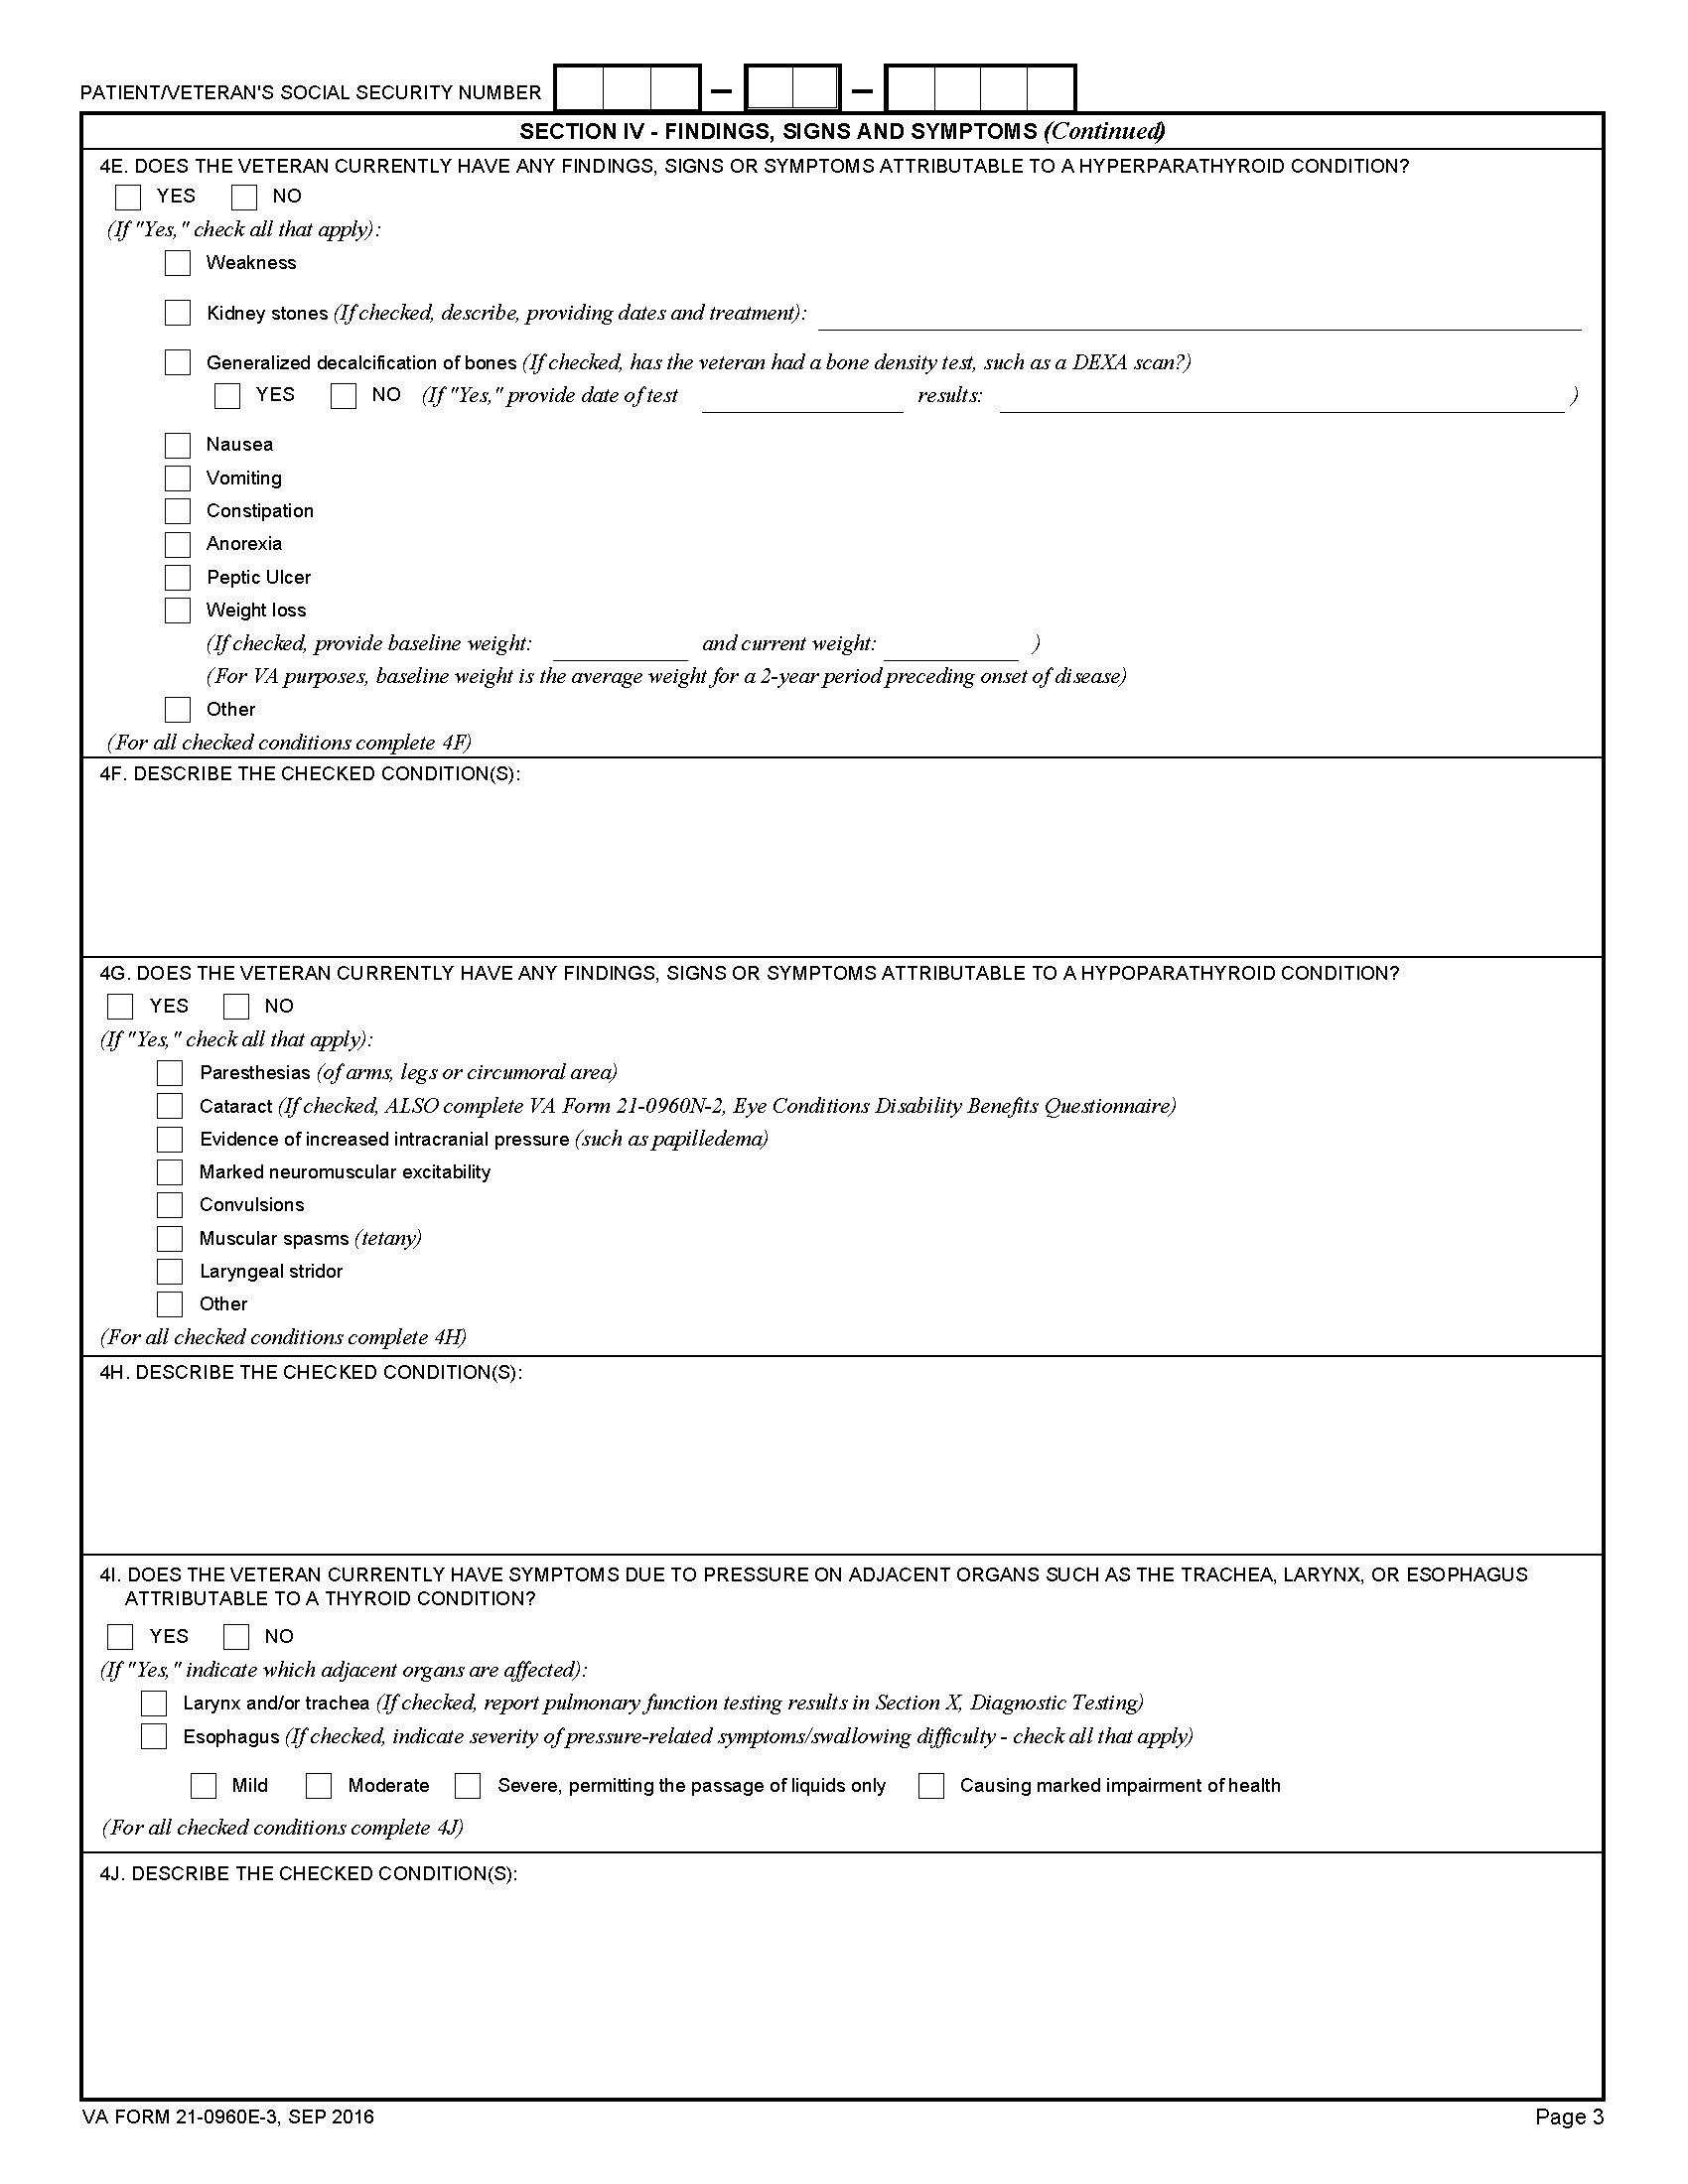 PATIENT/VETERAN'S SOCIAL SECURITY NUMBER – –
SECTION IV - FINDINGS, SIGNS AND SYMPTOMS (Continued)
4E. DOES THE VETERAN CURRENTLY HAVE ANY FINDINGS, SIGNS OR SYMPTOMS ATTRIBUTABLE TO A HYPERPARATHYROID CONDITION?
YES NO
(If "Yes," check all that apply):
Weakness
Kidney stones (If checked, describe, providing dates and treatment):
Generalized decalcification of bones (If checked, has the veteran had a bone density test, such as a DEXA scan?)
YES NO (If "Yes," provide date of test results: )
Nausea
Vomiting
Constipation
Anorexia
Peptic Ulcer
Weight loss
(If checked, provide baseline weight: and current weight: )
(For VA purposes, baseline weight is the average weight for a 2-year period preceding onset of disease)
Other
(For all checked conditions complete 4F)
4F. DESCRIBE THE CHECKED CONDITION(S):
4G. DOES THE VETERAN CURRENTLY HAVE ANY FINDINGS, SIGNS OR SYMPTOMS ATTRIBUTABLE TO A HYPOPARATHYROID CONDITION?
YES NO
(If "Yes," check all that apply):
Paresthesias (of arms, legs or circumoral area)
Cataract (If checked, ALSO complete VA Form 21-0960N-2, Eye Conditions Disability Benefits Questionnaire)
Evidence of increased intracranial pressure (such as papilledema)
Marked neuromuscular excitability
Convulsions
Muscular spasms (tetany)
Laryngeal stridor
Other
(For all checked conditions complete 4H)
4H. DESCRIBE THE CHECKED CONDITION(S):
4I. DOES THE VETERAN CURRENTLY HAVE SYMPTOMS DUE TO PRESSURE ON ADJACENT ORGANS SUCH AS THE TRACHEA, LARYNX, OR ESOPHAGUS
ATTRIBUTABLE TO A THYROID CONDITION?
YES NO
(If "Yes," indicate which adjacent organs are affected):
Larynx and/or trachea (If checked, report pulmonary function testing results in Section X, Diagnostic Testing)
Esophagus (If checked, indicate severity of pressure-related symptoms/swallowing difficulty - check all that apply)
Mild Moderate Severe, permitting the passage of liquids only Causing marked impairment of health
(For all checked conditions complete 4J)
4J. DESCRIBE THE CHECKED CONDITION(S):
VA FORM 21-0960E-3, SEP 2016 Page 3